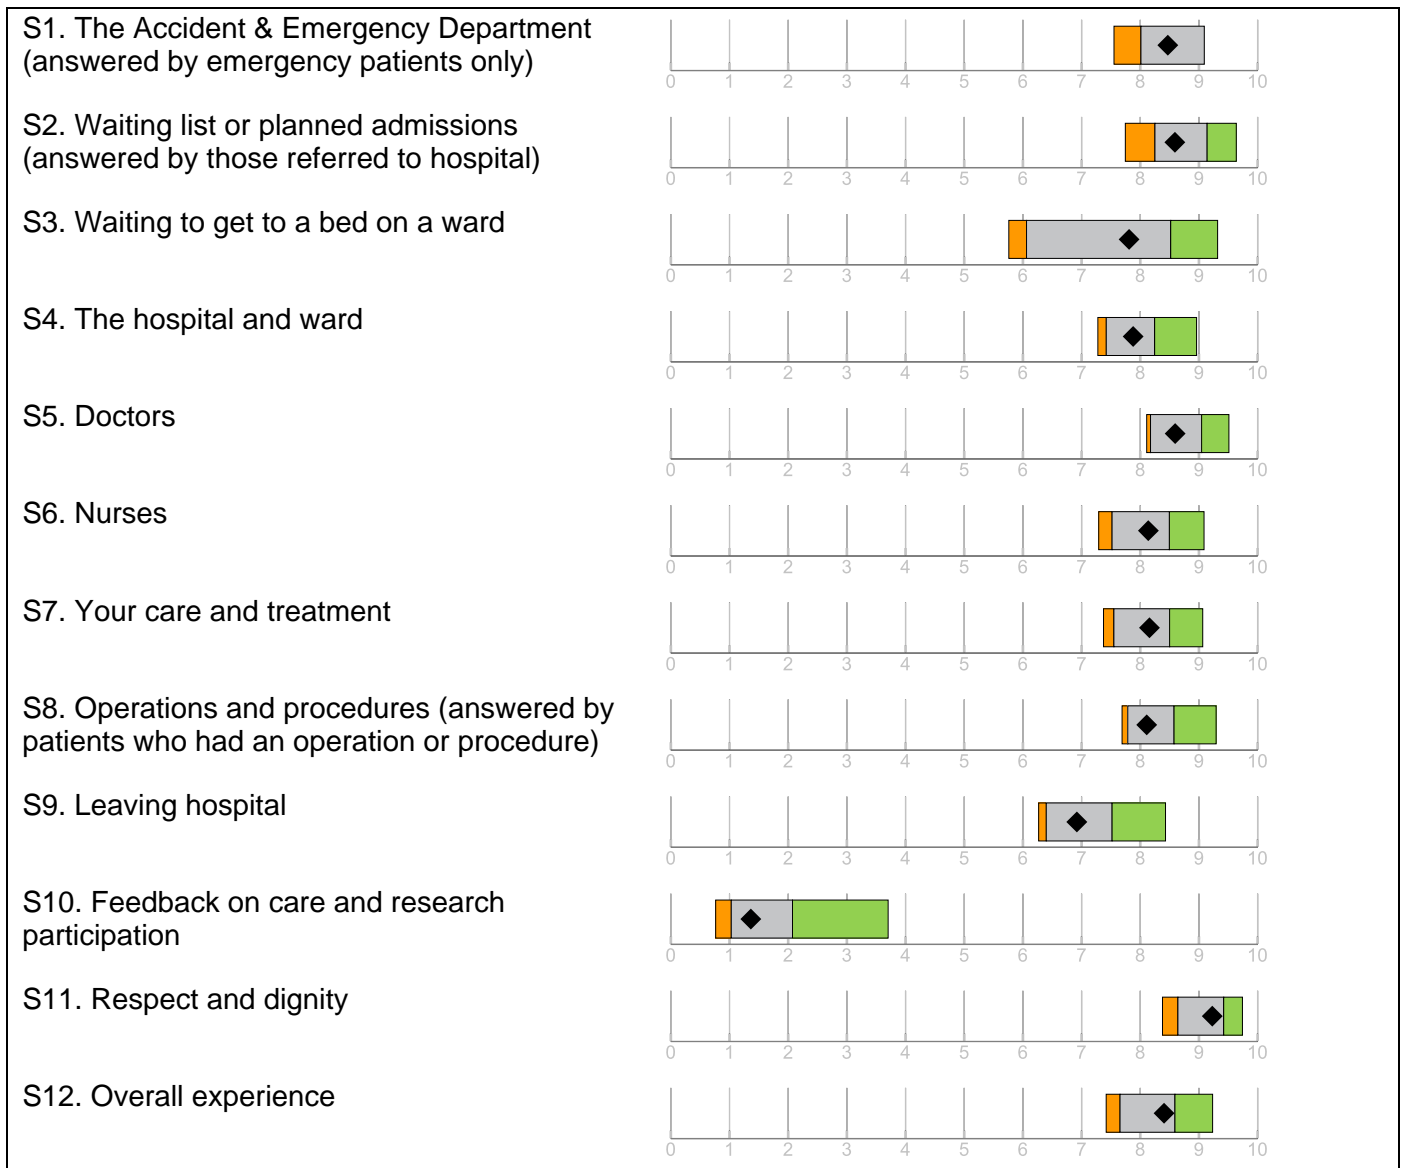 S1. The Accident & Emergency Department
(answered by emergency patients only)
0 1 2 3 4 5 6 7 8 9 10
S2. Waiting list or planned admissions
(answered by those referred to hospital)
0 1 2 3 4 5 6 7 8 9 10
S3. Waiting to get to a bed on a ward
0 1 2 3 4 5 6 7 8 9 10
S4. The hospital and ward
0 1 2 3 4 5 6 7 8 9 10
S5. Doctors
0 1 2 3 4 5 6 7 8 9 10
S6. Nurses
0 1 2 3 4 5 6 7 8 9 10
S7. Your care and treatment
0 1 2 3 4 5 6 7 8 9 10
S8. Operations and procedures (answered by
patients who had an operation or procedure)
0 1 2 3 4 5 6 7 8 9 10
S9. Leaving hospital
0 1 2 3 4 5 6 7 8 9 10
S10. Feedback on care and research
participation
0 1 2 3 4 5 6 7 8 9 10
S11. Respect and dignity
0 1 2 3 4 5 6 7 8 9 10
S12. Overall experience
0 1 2 3 4 5 6 7 8 9 10